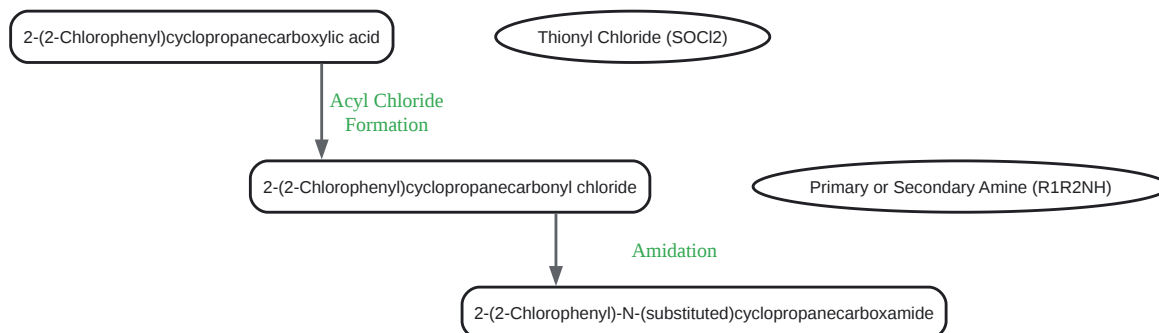 2-(2-Chlorophenyl)cyclopropanecarboxylic acid
Thionyl Chloride (SOCl2)
Acyl Chloride
Formation
2-(2-Chlorophenyl)cyclopropanecarbonyl chloride
Primary or Secondary Amine (R1R2NH)
Amidation
2-(2-Chlorophenyl)-N-(substituted)cyclopropanecarboxamide